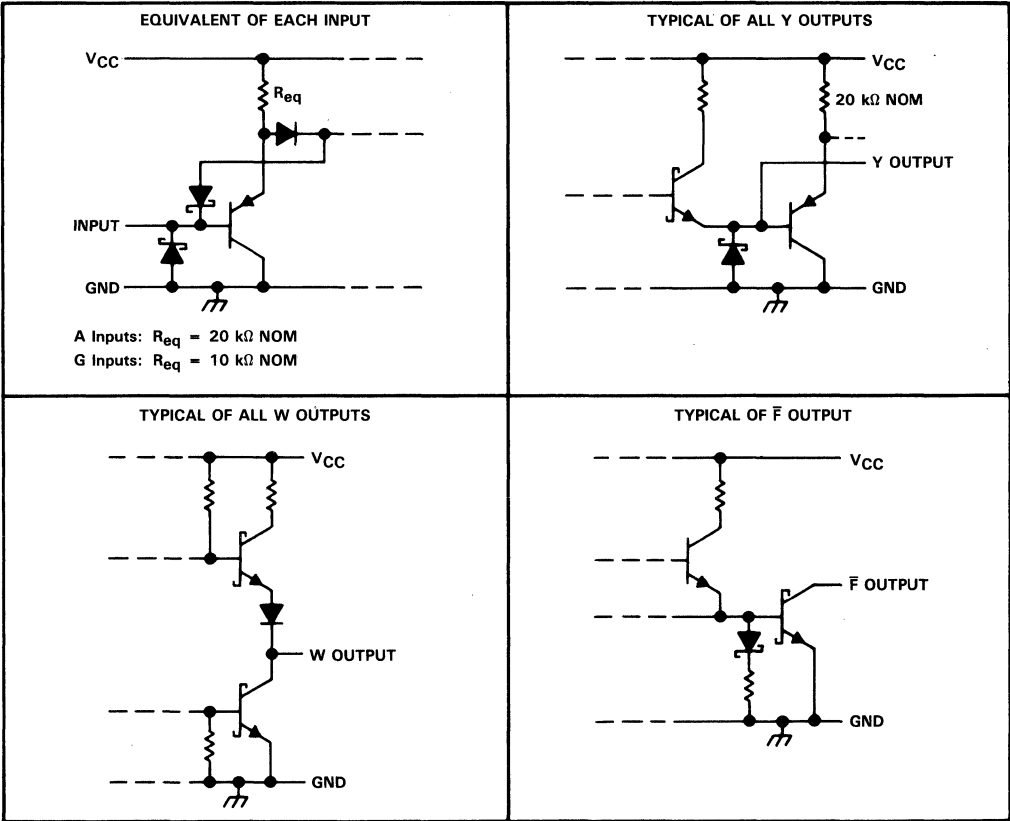 EQUIVALENT OF EACH INPUT
VCC
Req
INPUT
GND
A Inputs: Req = 20 kΩ NOM
G Inputs: Req = 10 kΩ NOM
TYPICAL OF ALL Y OUTPUTS
VCC
20 kΩ NOM
Y OUTPUT
GND
TYPICAL OF ALL W OUTPUTS
VCC
W OUTPUT
GND
TYPICAL OF F̅ OUTPUT
VCC
F̅ OUTPUT
GND